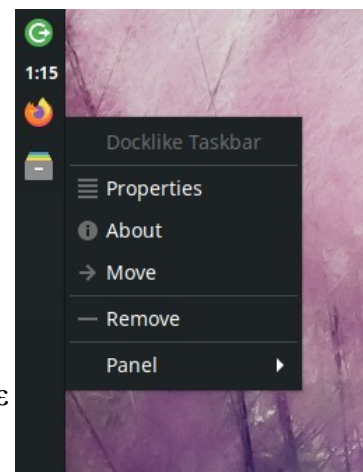 1:15
Docklike Taskbar
Properties
About
Move
Remove
Panel
ε